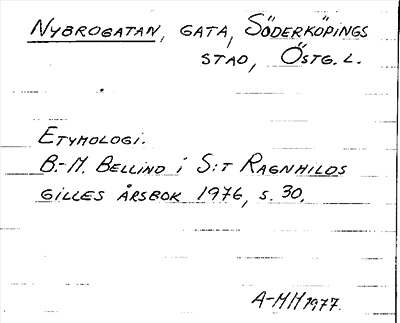 NYBROGATAN, GATA, SÖDERKÖPINGS
STAD, ÖSTG. L.
ETYMOLOGI.
B.-M. BELLIND i S:T RAGNHILDS
GILLES ÅRSBOK 1976, s. 30.
A-MH 1977.